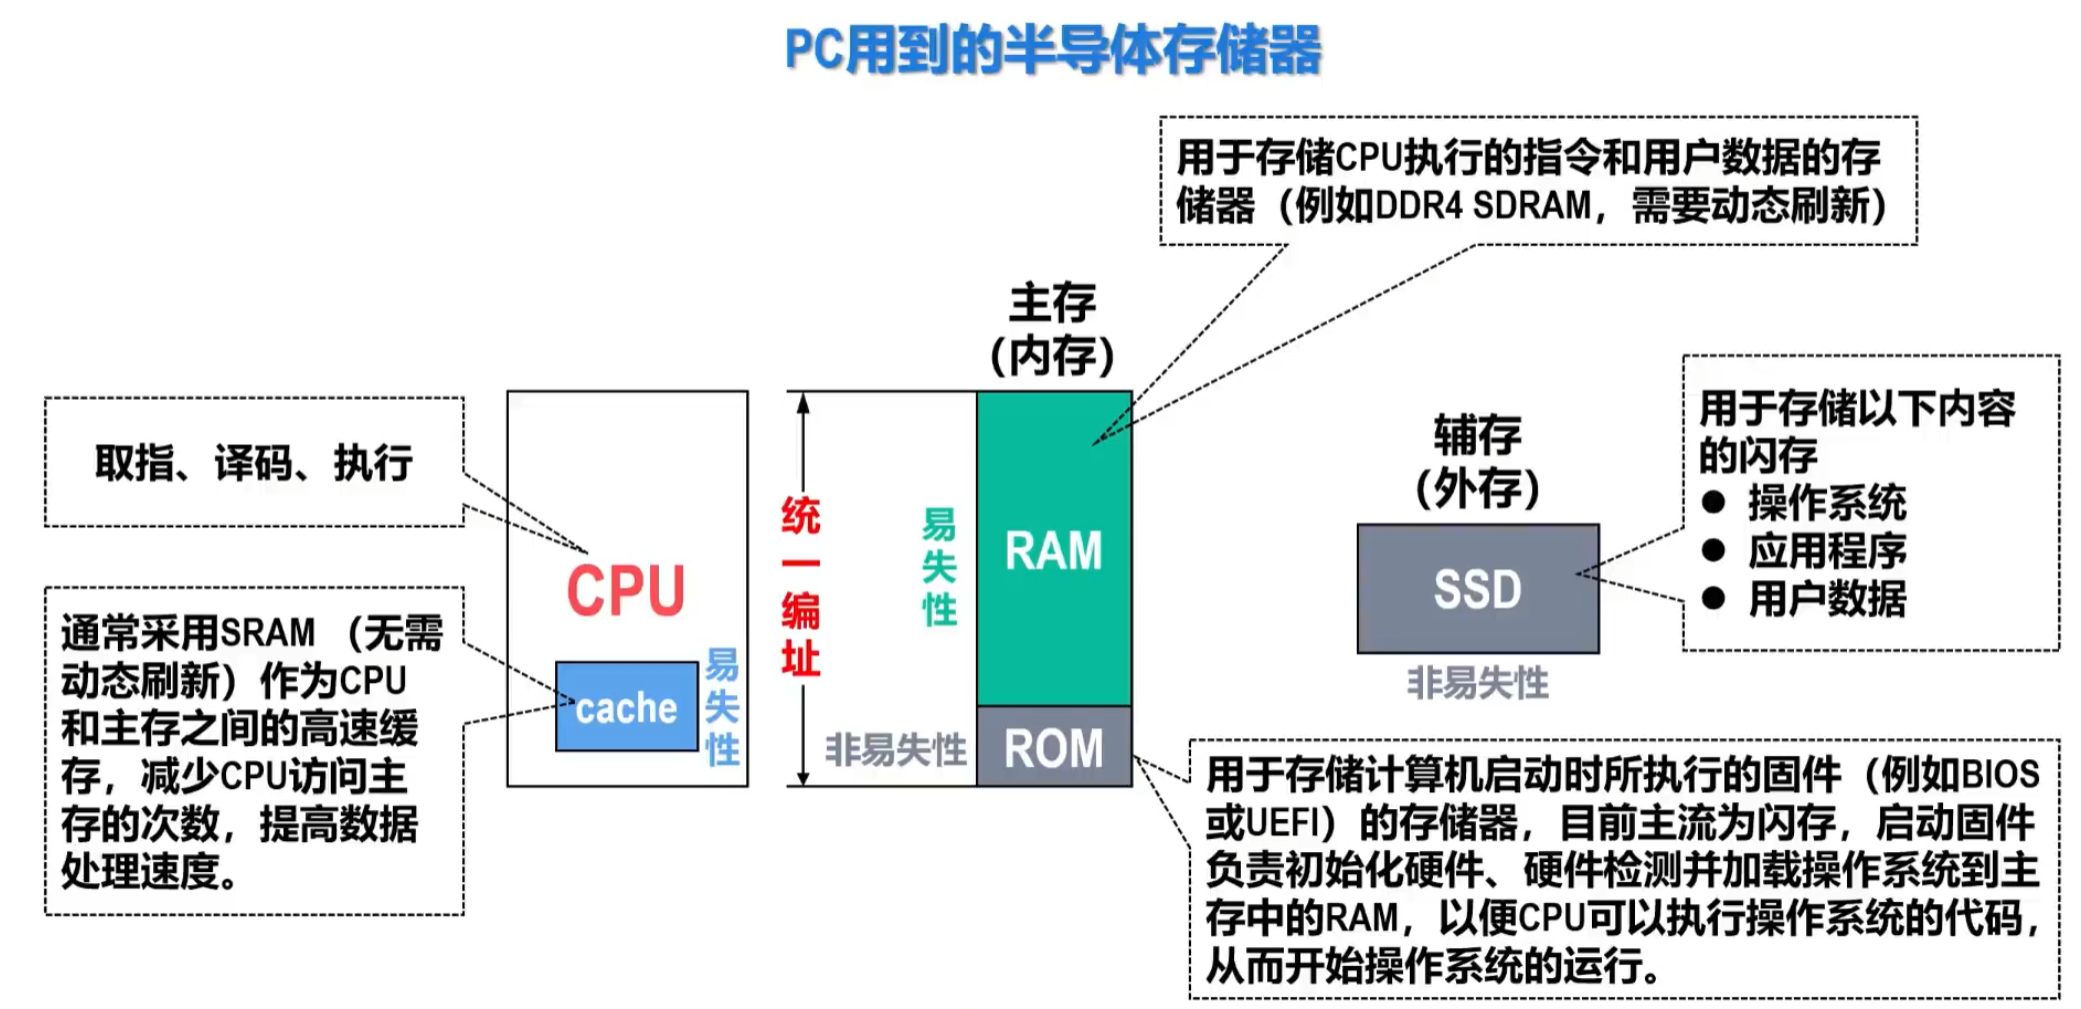 PC用到的半导体存储器
用于存储CPU执行的指令和用户数据的存
储器（例如DDR4 SDRAM，需要动态刷新）
主存
（内存）
取指、译码、执行
CPU
通常采用SRAM （无需
动态刷新）作为CPU
和主存之间的高速缓
存，减少CPU访问主
存的次数，提高数据
处理速度。
cache
易失性
统一编址
易失性
RAM
非易失性
ROM
辅存
（外存）
SSD
非易失性
用于存储以下内容
的闪存
● 操作系统
● 应用程序
● 用户数据
用于存储计算机启动时所执行的固件（例如BIOS
或UEFI）的存储器，目前主流为闪存，启动固件
负责初始化硬件、硬件检测并加载操作系统到主
存中的RAM，以便CPU可以执行操作系统的代码，
从而开始操作系统的运行。